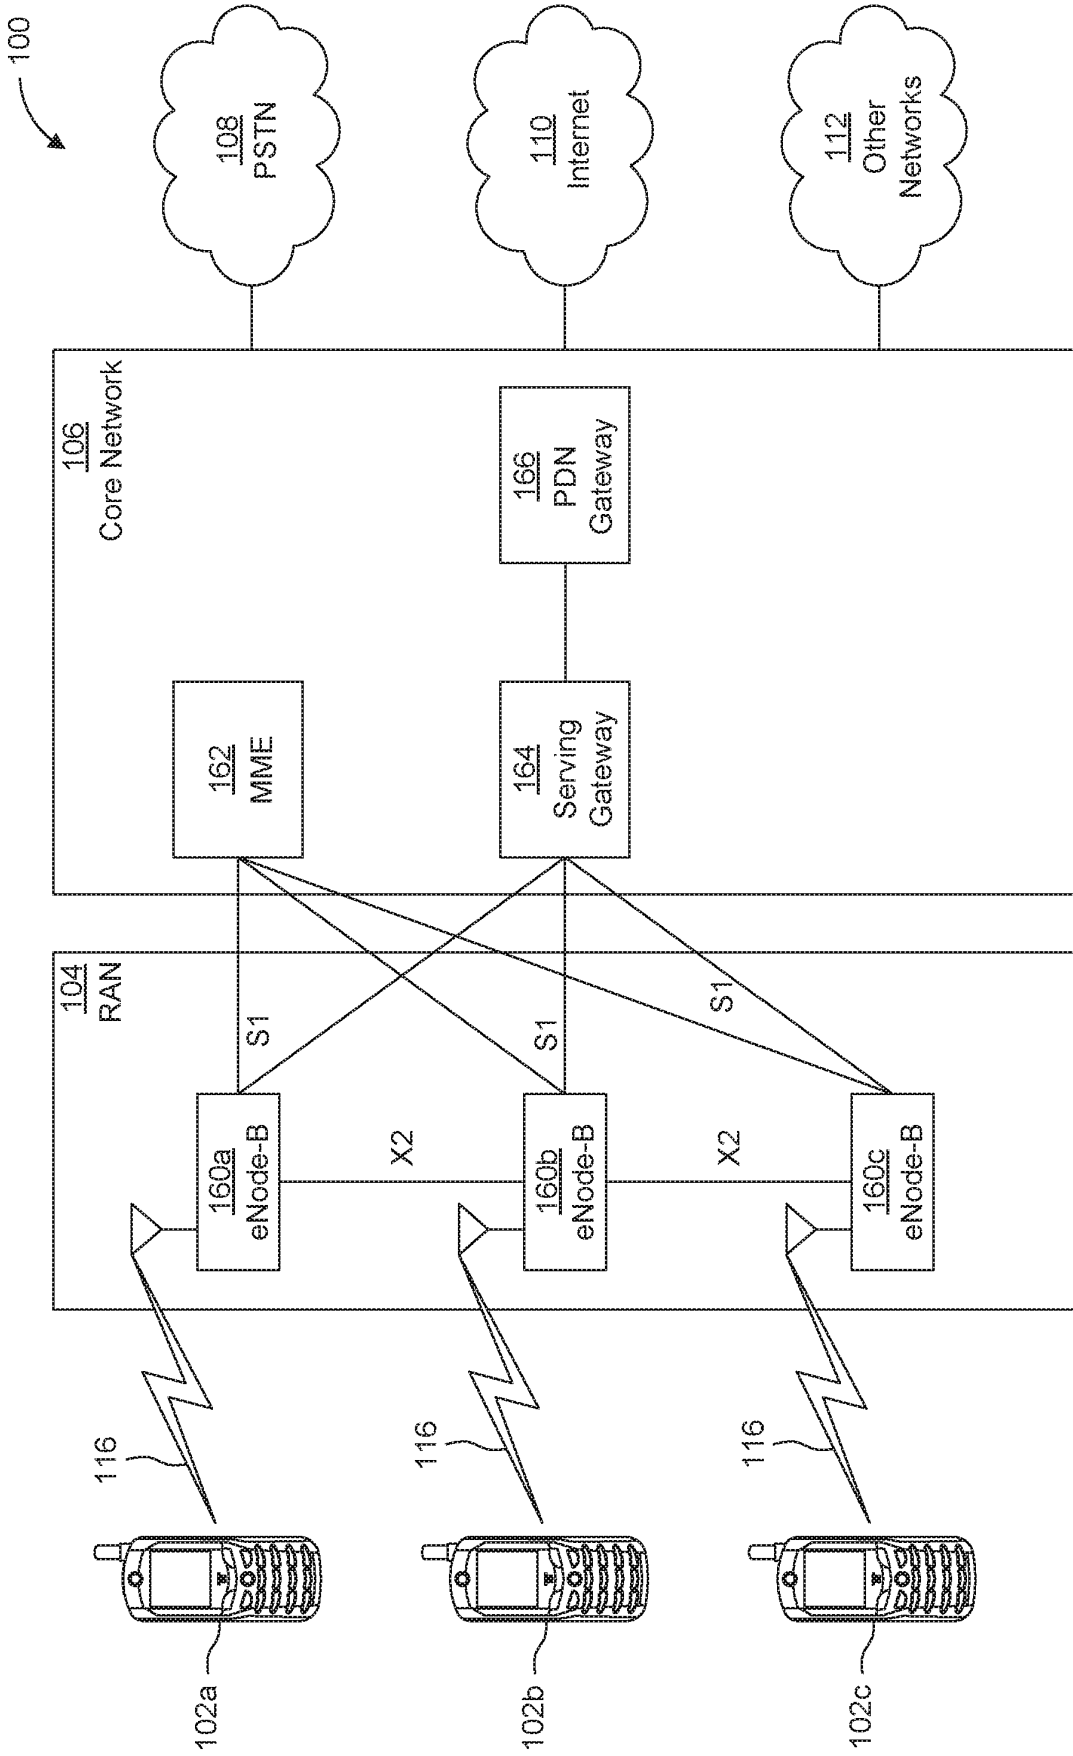 100
108
PSTN
110
Internet
112
Other
Networks
106
Core Network
162
MME
164
Serving
Gateway
166
PDN
Gateway
104
RAN
S1
S1
S1
160a
eNode-B
X2
160b
eNode-B
X2
160c
eNode-B
116
116
116
102a
102b
102c